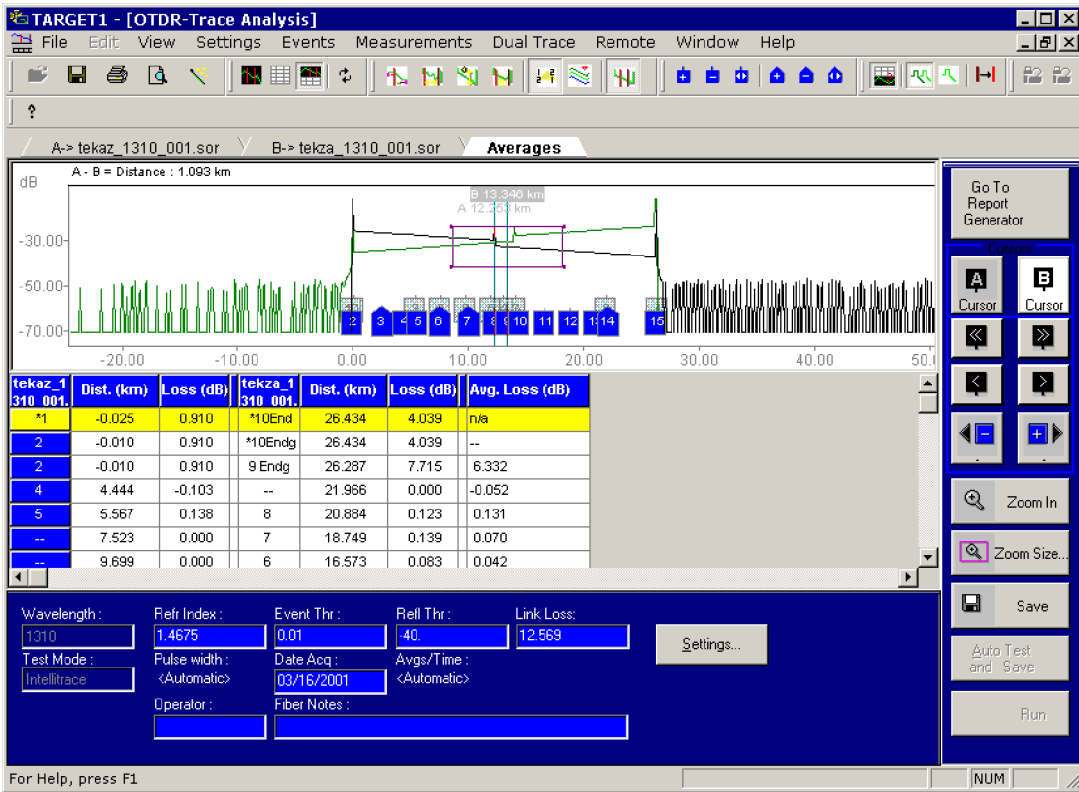 TARGET1 - [OTDR-Trace Analysis]
File Edit View Settings Events Measurements Dual Trace Remote Window Help
?
A-> tekaz_1310_001.sor B-> tekza_1310_001.sor Averages
dB
A - B = Distance : 1.093 km
B 13.346 km
A 12.253 km
-30.00
-50.00
-70.00
2 3 4 5 6 7 8 9 10 11 12 14 15
-20.00 -10.00 0.00 10.00 20.00 30.00 40.00 50.
tekaz_1310_001. Dist. (km) Loss (dB) tekza_1310_001. Dist. (km) Loss (dB) Avg. Loss (dB)
*1 -0.025 0.910 *10End 26.434 4.039 n/a
2 -0.010 0.910 *10Endg 26.434 4.039 --
2 -0.010 0.910 9 Endg 26.287 7.715 6.332
4 4.444 -0.103 -- 21.966 0.000 -0.052
5 5.567 0.138 8 20.884 0.123 0.131
-- 7.523 0.000 7 18.749 0.139 0.070
-- 9.699 0.000 6 16.573 0.083 0.042
Wavelength : Refr Index : Event Thr : Refl Thr : Link Loss:
1310 1.4675 0.01 -40. 12.569
Settings...
Test Mode : Pulse width : Date Acq : Avgs/Time :
Intellitrace <Automatic> 03/16/2001 <Automatic>
Operator : Fiber Notes :
Go To
Report
Generator
Cursors
A B
Cursor Cursor
Zoom In
Zoom Size...
Save
Auto Test
and Save
Run
For Help, press F1
NUM